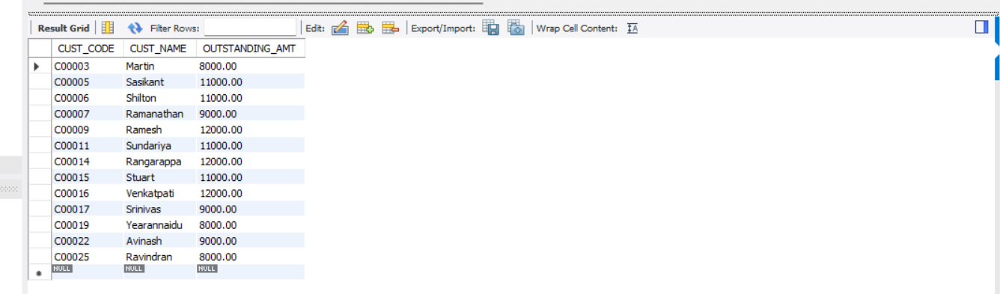 Result Grid Filter Rows: Edit: Export/Import: Wrap Cell Content: IA
CUST_CODE CUST_NAME OUTSTANDING_AMT
C00003 Martin 8000.00
C00005 Sasikant 11000.00
C00006 Shilton 11000.00
C00007 Ramanathan 9000.00
C00009 Ramesh 12000.00
C00011 Sundariya 11000.00
C00014 Rangarappa 12000.00
C00015 Stuart 11000.00
C00016 Venkatpati 12000.00
C00017 Srinivas 9000.00
C00019 Yearannaidu 8000.00
C00022 Avinash 9000.00
C00025 Ravindran 8000.00
NULL NULL NULL